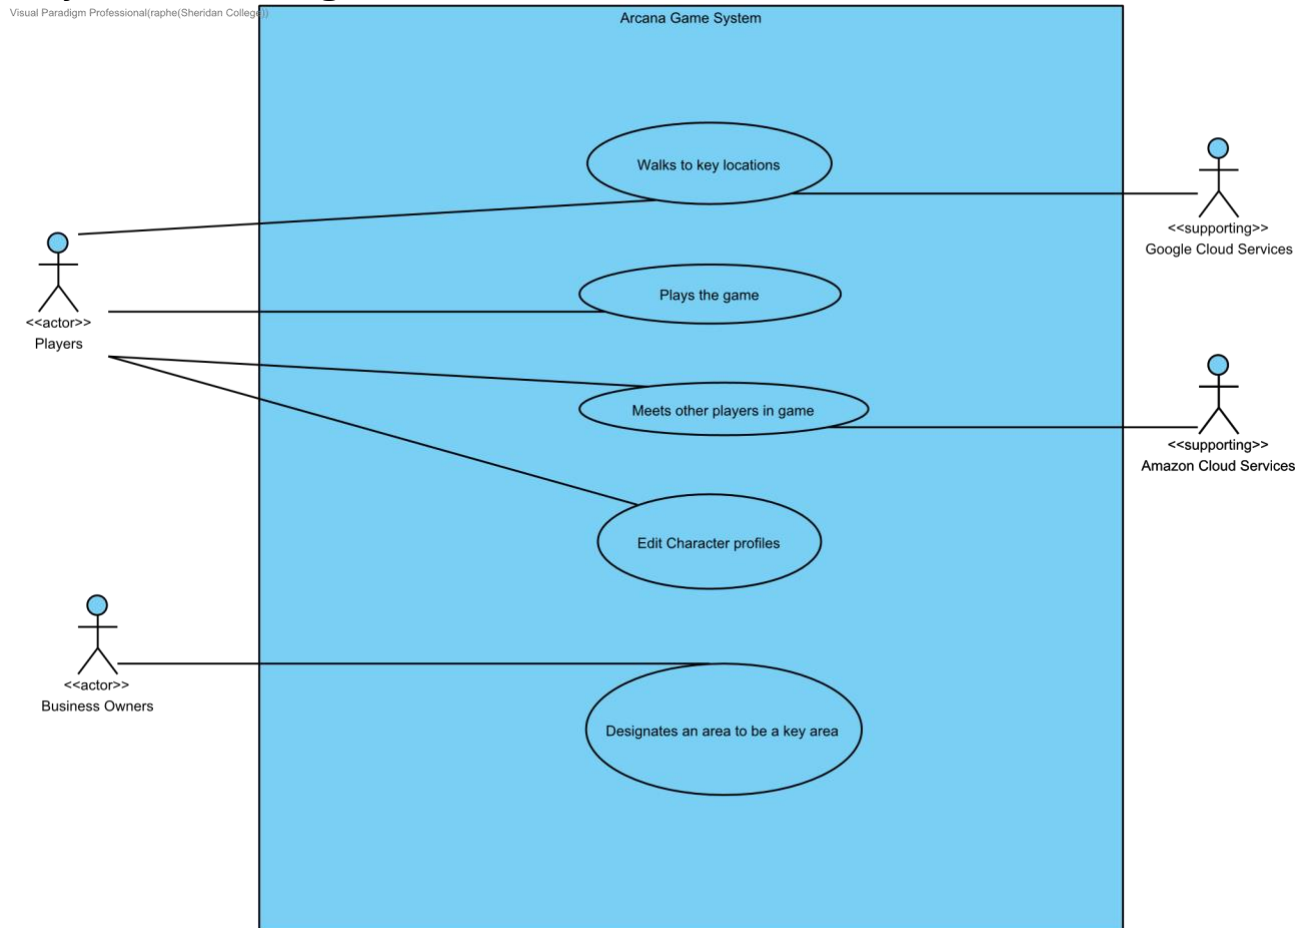 Visual Paradigm Professional(raphe(Sheridan College))
Arcana Game System
Walks to key locations
<<supporting>>
Google Cloud Services
<<actor>>
Players
Plays the game
Meets other players in game
<<supporting>>
Amazon Cloud Services
Edit Character profiles
<<actor>>
Business Owners
Designates an area to be a key area